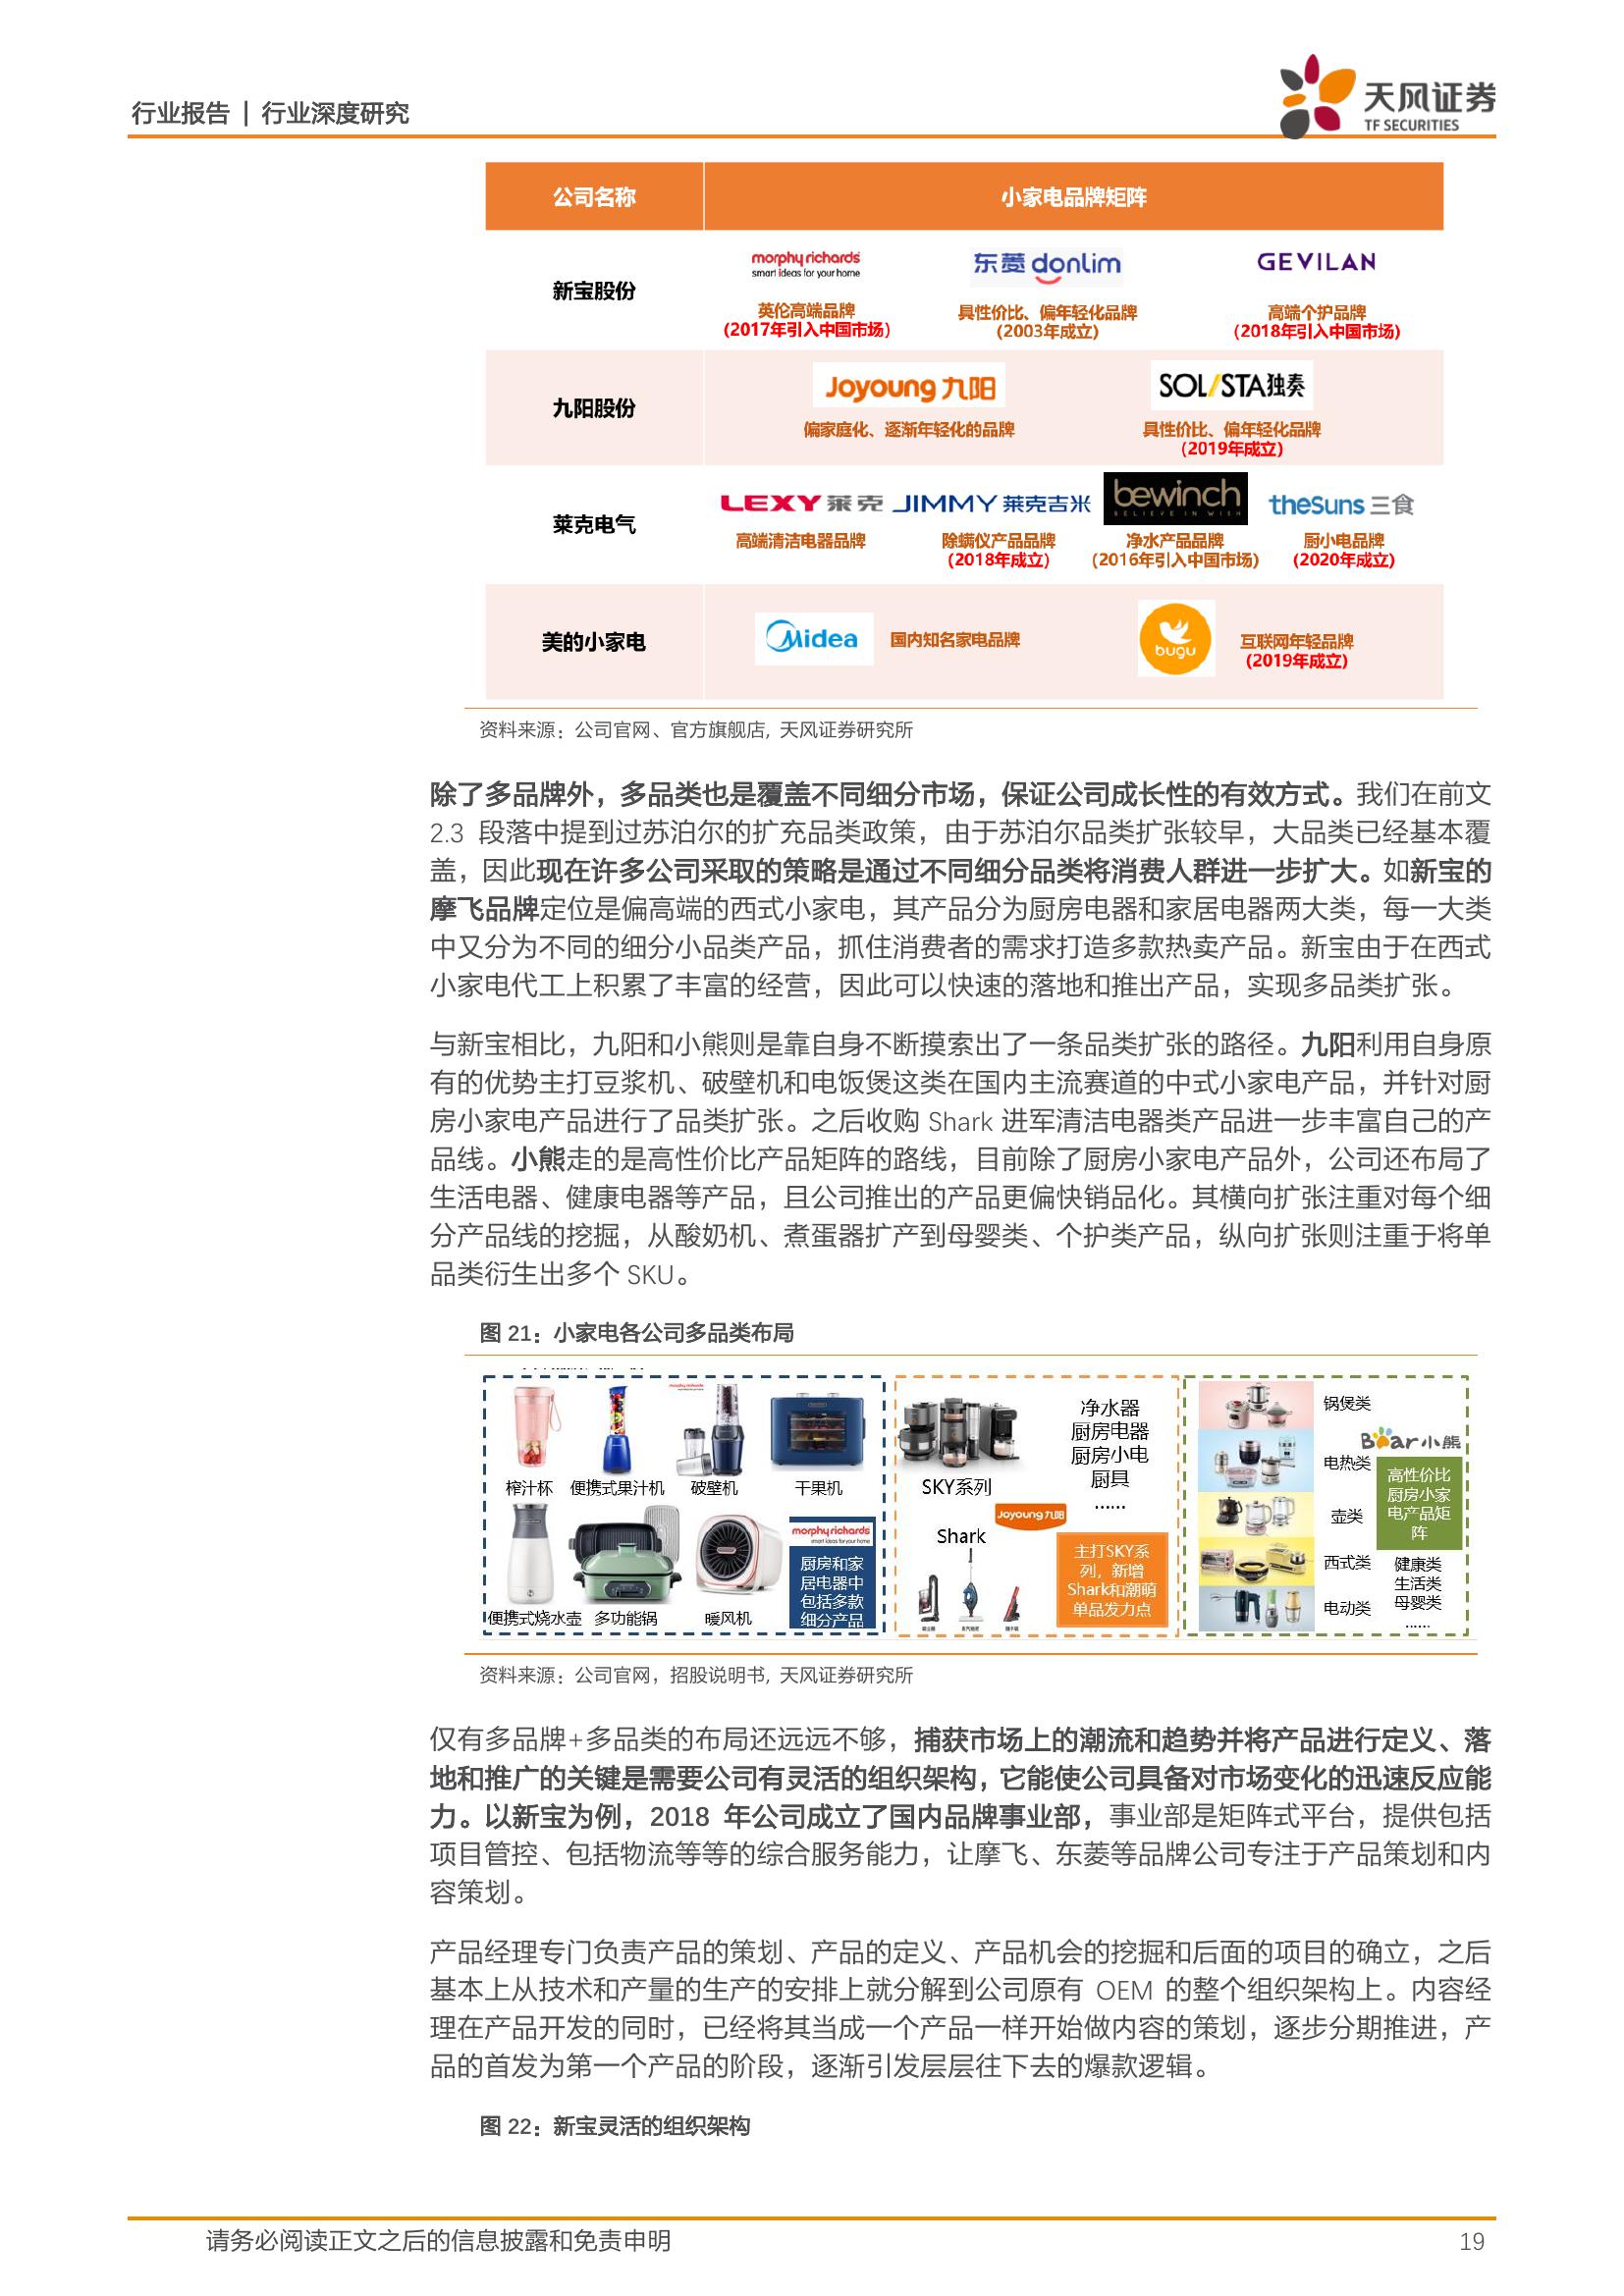 行业报告 | 行业深度研究
天风证券
TF SECURITIES
公司名称
小家电品牌矩阵
新宝股份
morphy richards
smart ideas for your home
英伦高端品牌
(2017年引入中国市场)
东菱 donlim
具性价比、偏年轻化品牌
(2003年成立)
GEVILAN
高端个护品牌
(2018年引入中国市场)
九阳股份
Joyoung 九阳
偏家庭化、逐渐年轻化的品牌
SOL/STA独奏
具性价比、偏年轻化品牌
(2019年成立)
莱克电气
LEXY 莱克
高端清洁电器品牌
JIMMY 莱克吉米
除螨仪产品品牌
(2018年成立)
bewinch
BELIEVE IN WISH
净水产品品牌
(2016年引入中国市场)
theSuns 三食
厨小电品牌
(2020年成立)
美的小家电
Midea
国内知名家电品牌
bugu
互联网年轻品牌
(2019年成立)
资料来源：公司官网、官方旗舰店, 天风证券研究所
除了多品牌外，多品类也是覆盖不同细分市场，保证公司成长性的有效方式。我们在前文
2.3 段落中提到过苏泊尔的扩充品类政策，由于苏泊尔品类扩张较早，大品类已经基本覆
盖，因此现在许多公司采取的策略是通过不同细分品类将消费人群进一步扩大。如新宝的
摩飞品牌定位是偏高端的西式小家电，其产品分为厨房电器和家居电器两大类，每一大类
中又分为不同的细分小品类产品，抓住消费者的需求打造多款热卖产品。新宝由于在西式
小家电代工上积累了丰富的经营，因此可以快速的落地和推出产品，实现多品类扩张。
与新宝相比，九阳和小熊则是靠自身不断摸索出了一条品类扩张的路径。九阳利用自身原
有的优势主打豆浆机、破壁机和电饭煲这类在国内主流赛道的中式小家电产品，并针对厨
房小家电产品进行了品类扩张。之后收购 Shark 进军清洁电器类产品进一步丰富自己的产
品线。小熊走的是高性价比产品矩阵的路线，目前除了厨房小家电产品外，公司还布局了
生活电器、健康电器等产品，且公司推出的产品更偏快销品化。其横向扩张注重对每个细
分产品线的挖掘，从酸奶机、煮蛋器扩产到母婴类、个护类产品，纵向扩张则注重于将单
品类衍生出多个 SKU。
图 21：小家电各公司多品类布局
morphy richards
榨汁杯
便携式果汁机
破壁机
干果机
便携式烧水壶
多功能锅
暖风机
morphy richards
smart ideas for your home
厨房和家
居电器中
包括多款
细分产品
SKY系列
净水器
厨房电器
厨房小电
厨具
......
Joyoung 九阳
Shark
主打SKY系
列，新增
Shark和潮萌
单品发力点
锅煲类
电热类
壶类
西式类
电动类
Bear小熊
高性价比
厨房小家
电产品矩
阵
健康类
生活类
母婴类
......
资料来源：公司官网，招股说明书, 天风证券研究所
仅有多品牌+多品类的布局还远远不够，捕获市场上的潮流和趋势并将产品进行定义、落
地和推广的关键是需要公司有灵活的组织架构，它能使公司具备对市场变化的迅速反应能
力。以新宝为例，2018 年公司成立了国内品牌事业部，事业部是矩阵式平台，提供包括
项目管控、包括物流等等的综合服务能力，让摩飞、东菱等品牌公司专注于产品策划和内
容策划。
产品经理专门负责产品的策划、产品的定义、产品机会的挖掘和后面的项目的确立，之后
基本上从技术和产量的生产的安排上就分解到公司原有 OEM 的整个组织架构上。内容经
理在产品开发的同时，已经将其当成一个产品一样开始做内容的策划，逐步分期推进，产
品的首发为第一个产品的阶段，逐渐引发层层往下去的爆款逻辑。
图 22：新宝灵活的组织架构
请务必阅读正文之后的信息披露和免责申明
19